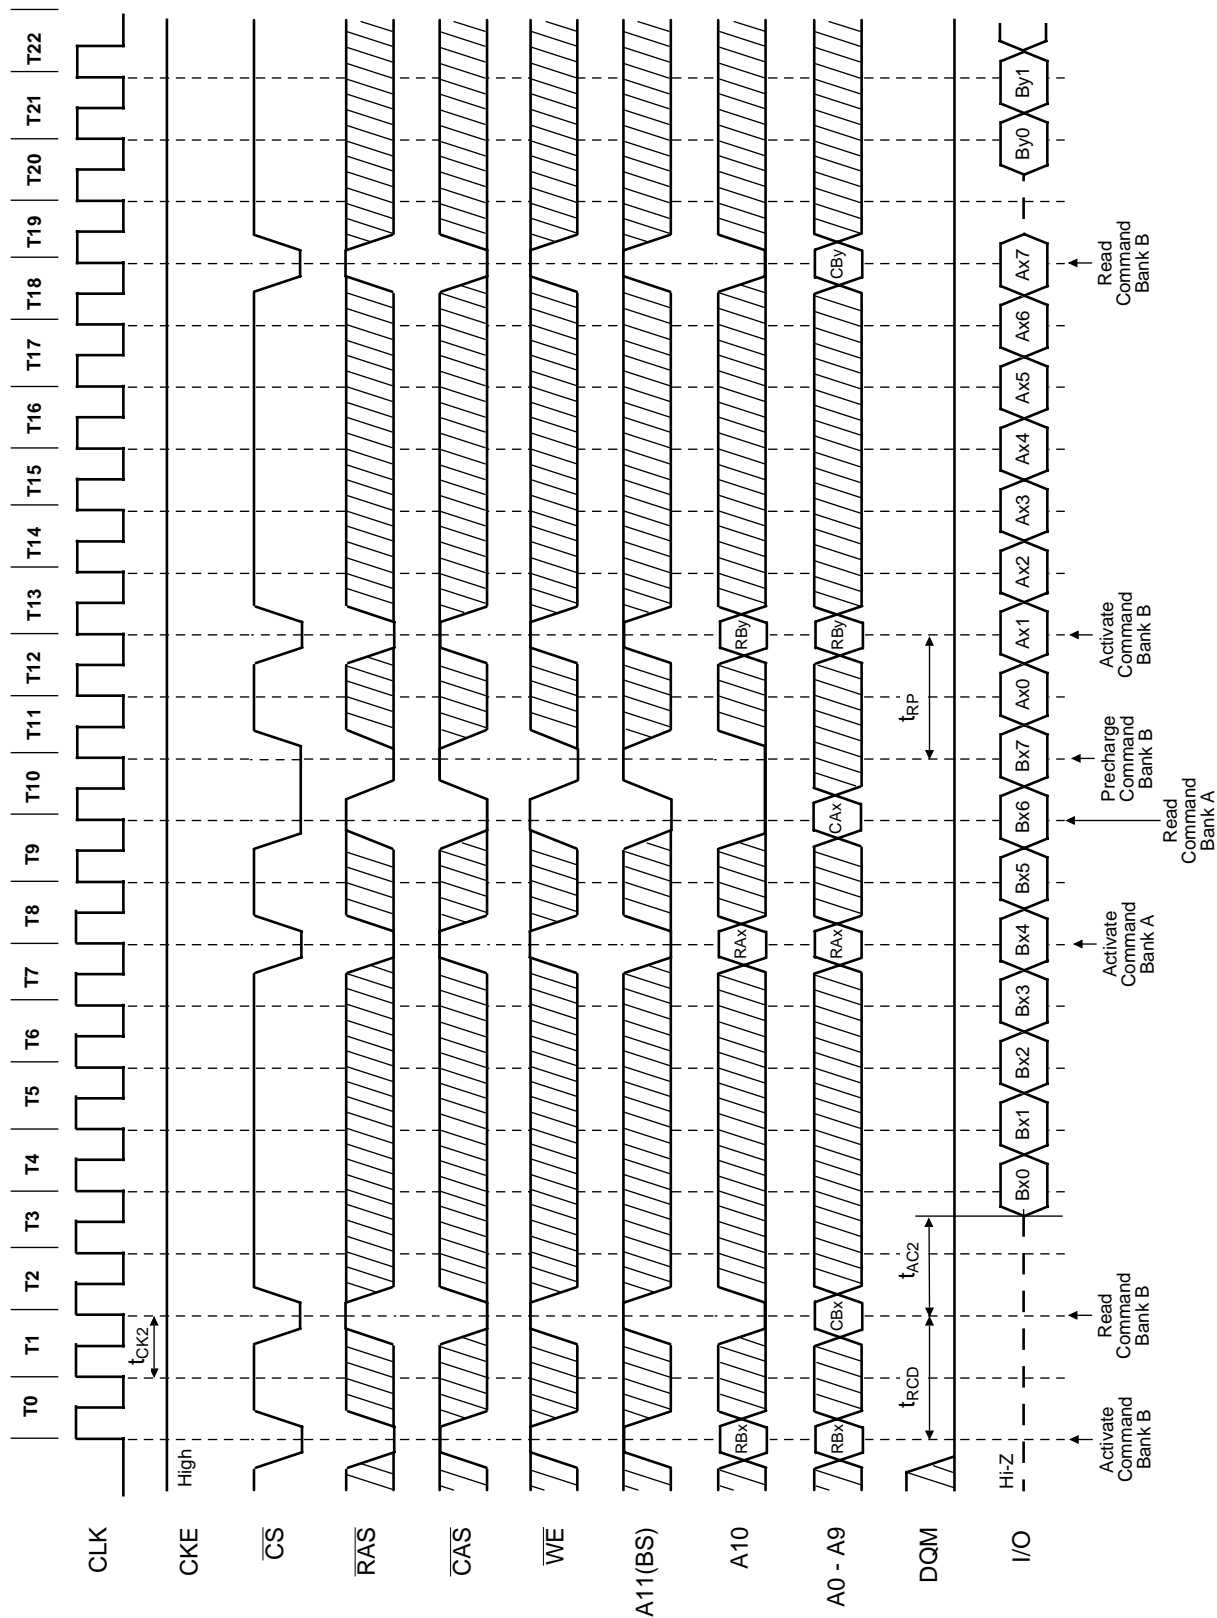 T0 T1 T2 T3 T4 T5 T6 T7 T8 T9 T10 T11 T12 T13 T14 T15 T16 T17 T18 T19 T20 T21 T22
CLK
tCK2
CKE
High
CS
RAS
CAS
WE
A11(BS)
A10
RBx RAx RBy
A0 - A9
RBx CBx RAx CAx RBy CBy
DQM
tRCD tAC2 tRP
I/O
Hi-Z
Bx0 Bx1 Bx2 Bx3 Bx4 Bx5 Bx6 Bx7 Ax0 Ax1 Ax2 Ax3 Ax4 Ax5 Ax6 Ax7 By0 By1
Activate
Command
Bank B
Read
Command
Bank B
Activate
Command
Bank A
Read
Command
Bank A
Precharge
Command
Bank B
Activate
Command
Bank B
Read
Command
Bank B